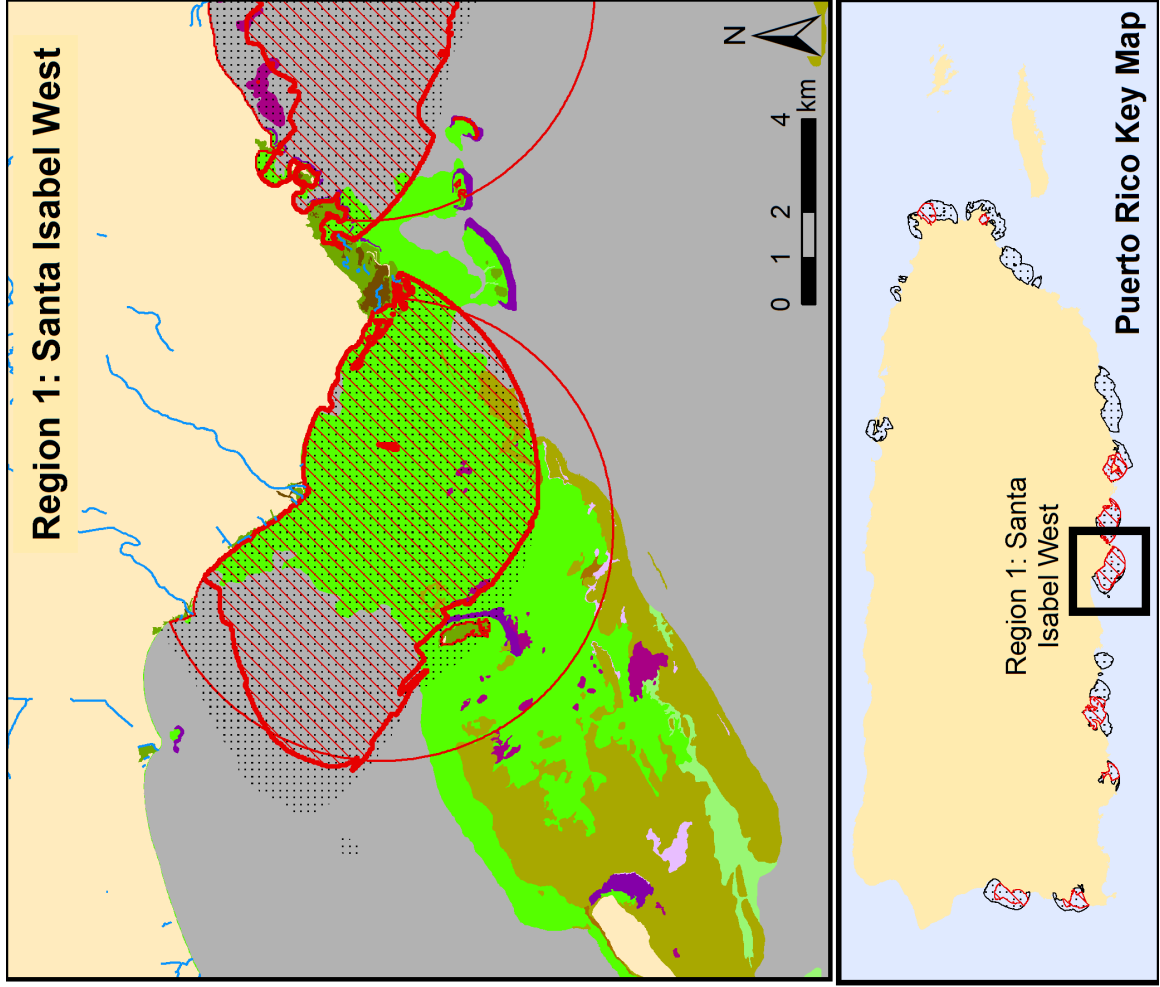 Region 1: Santa Isabel West
N
0 1 2 4
km
Region 1: Santa
Isabel West
Puerto Rico Key Map